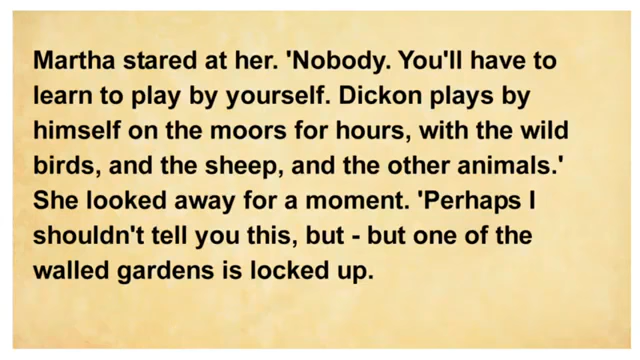 Martha stared at her. 'Nobody. You'll have to
learn to play by yourself. Dickon plays by
himself on the moors for hours, with the wild
birds, and the sheep, and the other animals.'
She looked away for a moment. 'Perhaps I
shouldn't tell you this, but - but one of the
walled gardens is locked up.